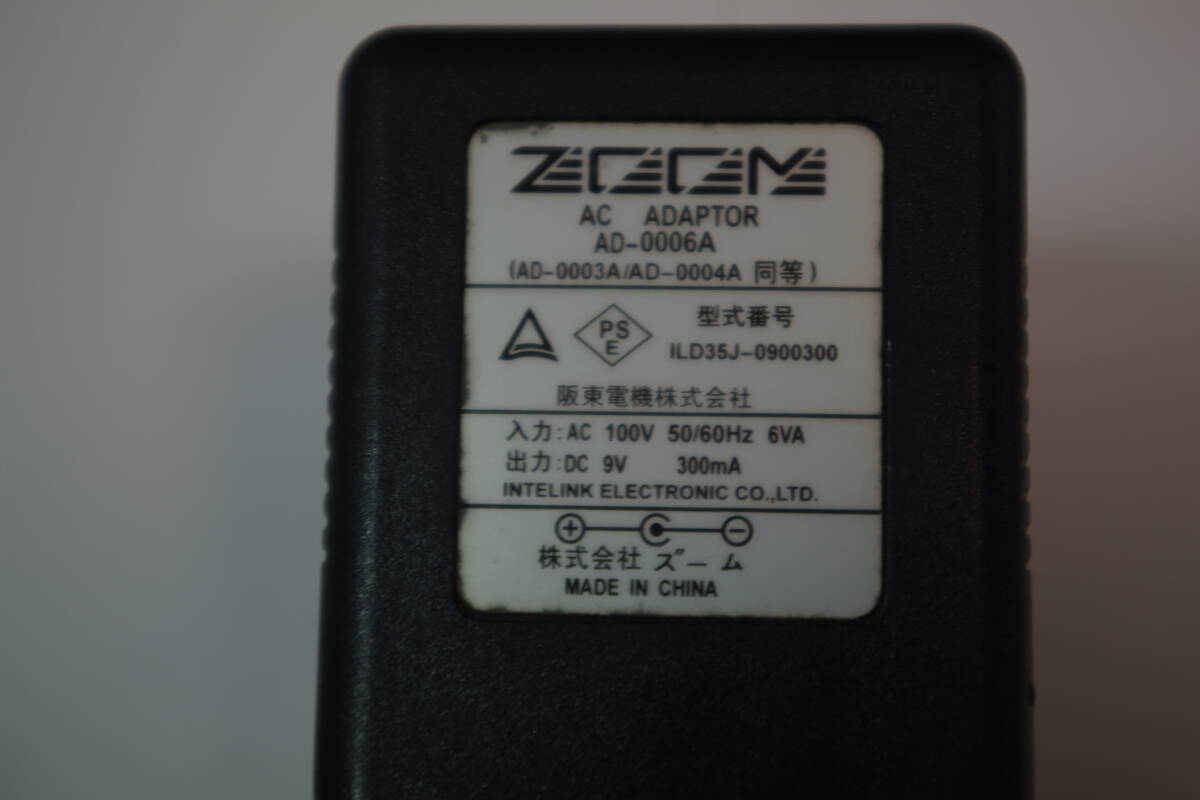 ZOOM
AC ADAPTOR
AD-0006A
(AD-0003A/AD-0004A 同等)
PS
E
型式番号
ILD35J-0900300
阪東電機株式会社
入力:AC 100V 50/60Hz 6VA
出力:DC 9V 300mA
INTELINK ELECTRONIC CO.,LTD.
株式会社 ズーム
MADE IN CHINA